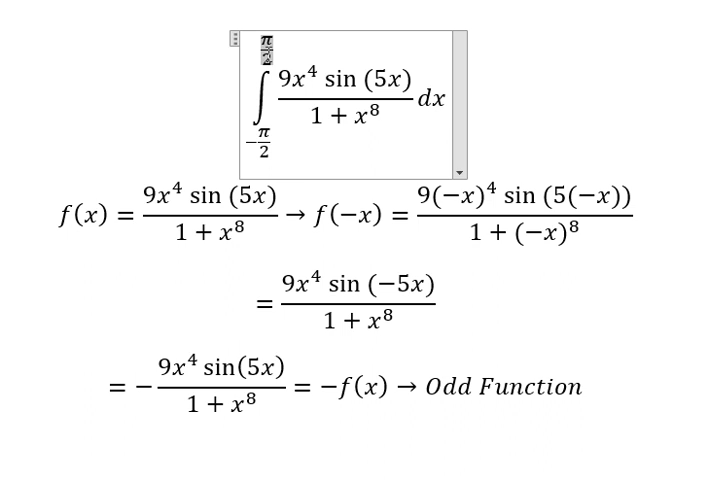 ∫_{-π/2}^{π/2} 9x⁴ sin (5x) / 1 + x⁸ dx
f(x) = 9x⁴ sin (5x) / 1 + x⁸ → f(−x) = 9(−x)⁴ sin (5(−x)) / 1 + (−x)⁸
= 9x⁴ sin (−5x) / 1 + x⁸
= − 9x⁴ sin(5x) / 1 + x⁸ = −f(x) → Odd Function